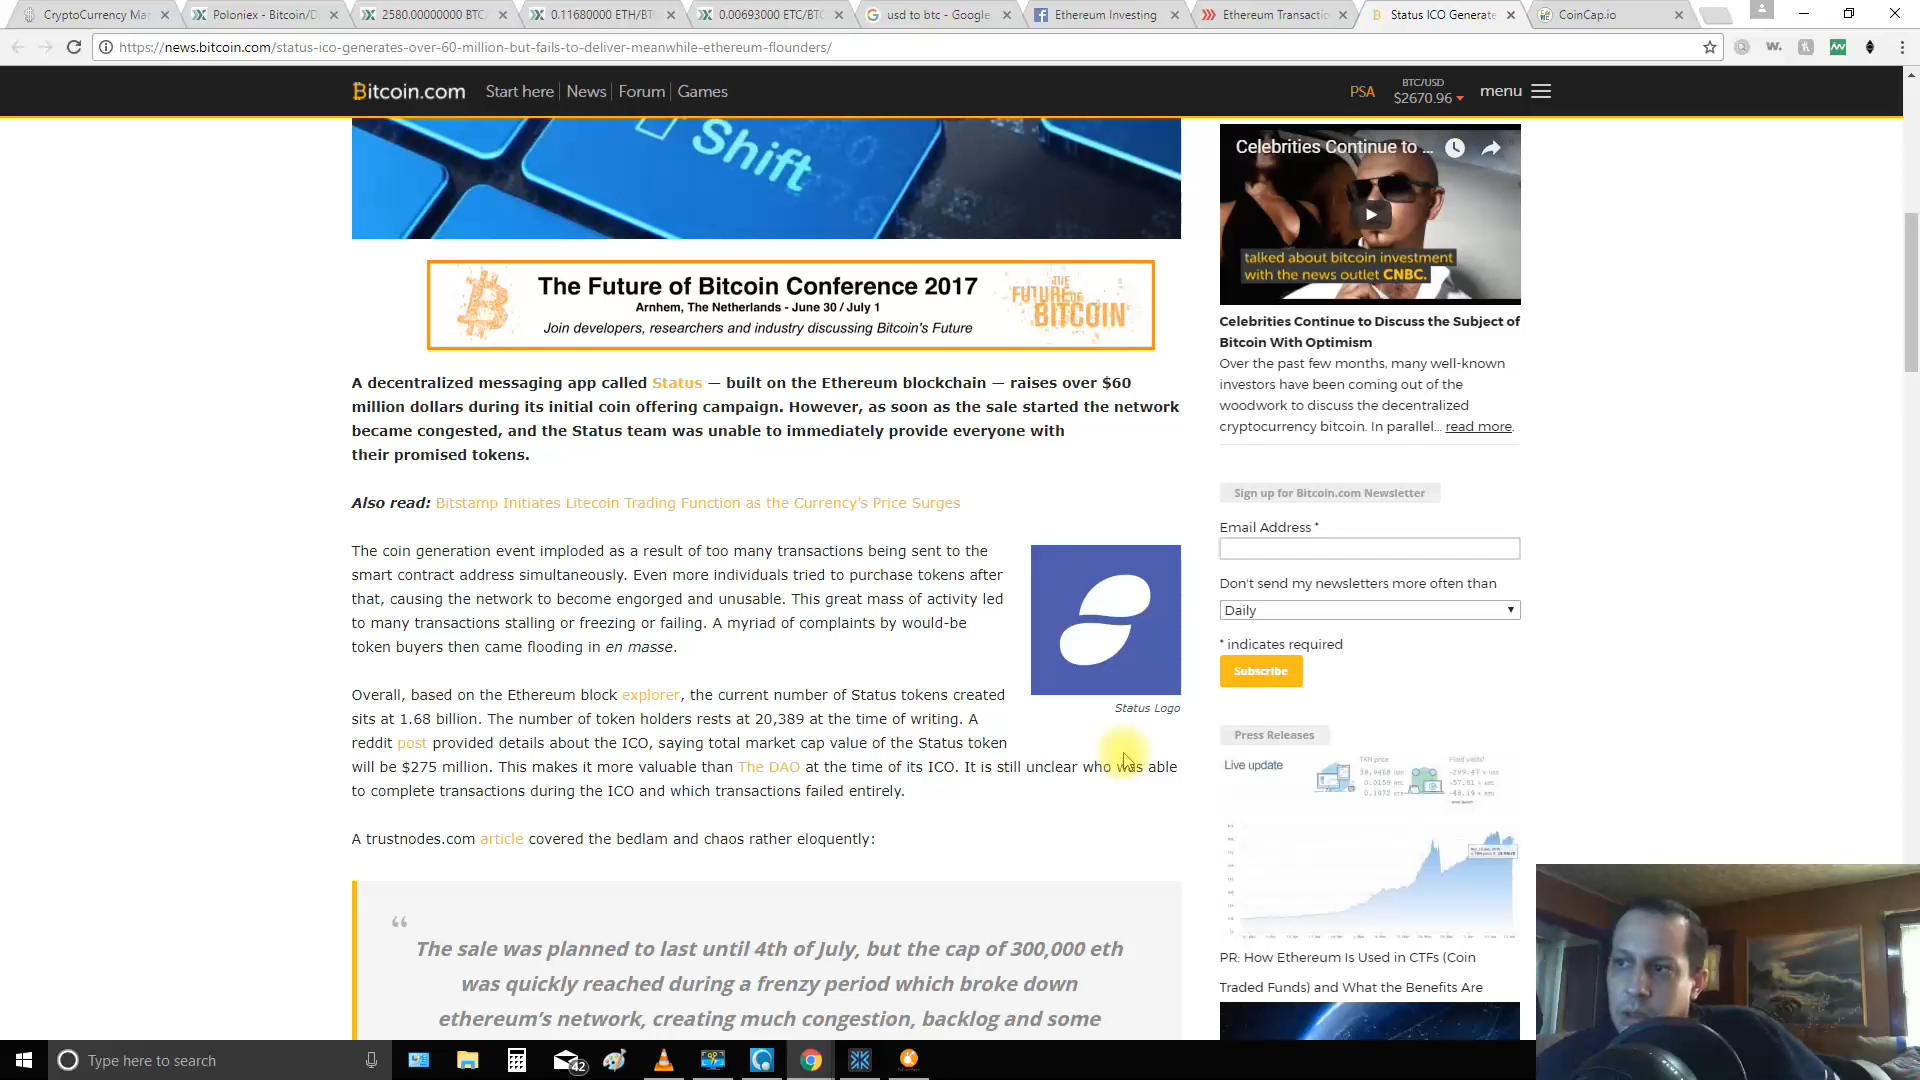 CryptoCurrency Ma
Poloniex - Bitcoin/D
2580.00000000 BTC/
0.11680000 ETH/BT
0.00693000 ETC/BTC
usd to btc - Google
Ethereum Investing
Ethereum Transactio
Status ICO Generate
CoinCap.io
https://news.bitcoin.com/status-ico-generates-over-60-million-but-fails-to-deliver-meanwhile-ethereum-flounders/
Bitcoin.com
Start here
News
Forum
Games
PSA
BTC/USD
$2670.96
menu
Shift
The Future of Bitcoin Conference 2017
Arnhem, The Netherlands - June 30 / July 1
Join developers, researchers and industry discussing Bitcoin's Future
THE
FUTURE OF
BITCOIN
A decentralized messaging app called Status — built on the Ethereum blockchain — raises over $60
million dollars during its initial coin offering campaign. However, as soon as the sale started the network
became congested, and the Status team was unable to immediately provide everyone with
their promised tokens.
Also read: Bitstamp Initiates Litecoin Trading Function as the Currency's Price Surges
The coin generation event imploded as a result of too many transactions being sent to the
smart contract address simultaneously. Even more individuals tried to purchase tokens after
that, causing the network to become engorged and unusable. This great mass of activity led
to many transactions stalling or freezing or failing. A myriad of complaints by would-be
token buyers then came flooding in en masse.
Status Logo
Overall, based on the Ethereum block explorer, the current number of Status tokens created
sits at 1.68 billion. The number of token holders rests at 20,389 at the time of writing. A
reddit post provided details about the ICO, saying total market cap value of the Status token
will be $275 million. This makes it more valuable than The DAO at the time of its ICO. It is still unclear who was able
to complete transactions during the ICO and which transactions failed entirely.
A trustnodes.com article covered the bedlam and chaos rather eloquently:
“
The sale was planned to last until 4th of July, but the cap of 300,000 eth
was quickly reached during a frenzy period which broke down
ethereum's network, creating much congestion, backlog and some
Celebrities Continue to ...
talked about bitcoin investment
with the news outlet CNBC.
Celebrities Continue to Discuss the Subject of
Bitcoin With Optimism
Over the past few months, many well-known
investors have been coming out of the
woodwork to discuss the decentralized
cryptocurrency bitcoin. In parallel... read more.
Sign up for Bitcoin.com Newsletter
Email Address *
Don't send my newsletters more often than
Daily
* indicates required
Subscribe
Press Releases
Live update
PR: How Ethereum Is Used in CTFs (Coin
Traded Funds) and What the Benefits Are
Type here to search
42